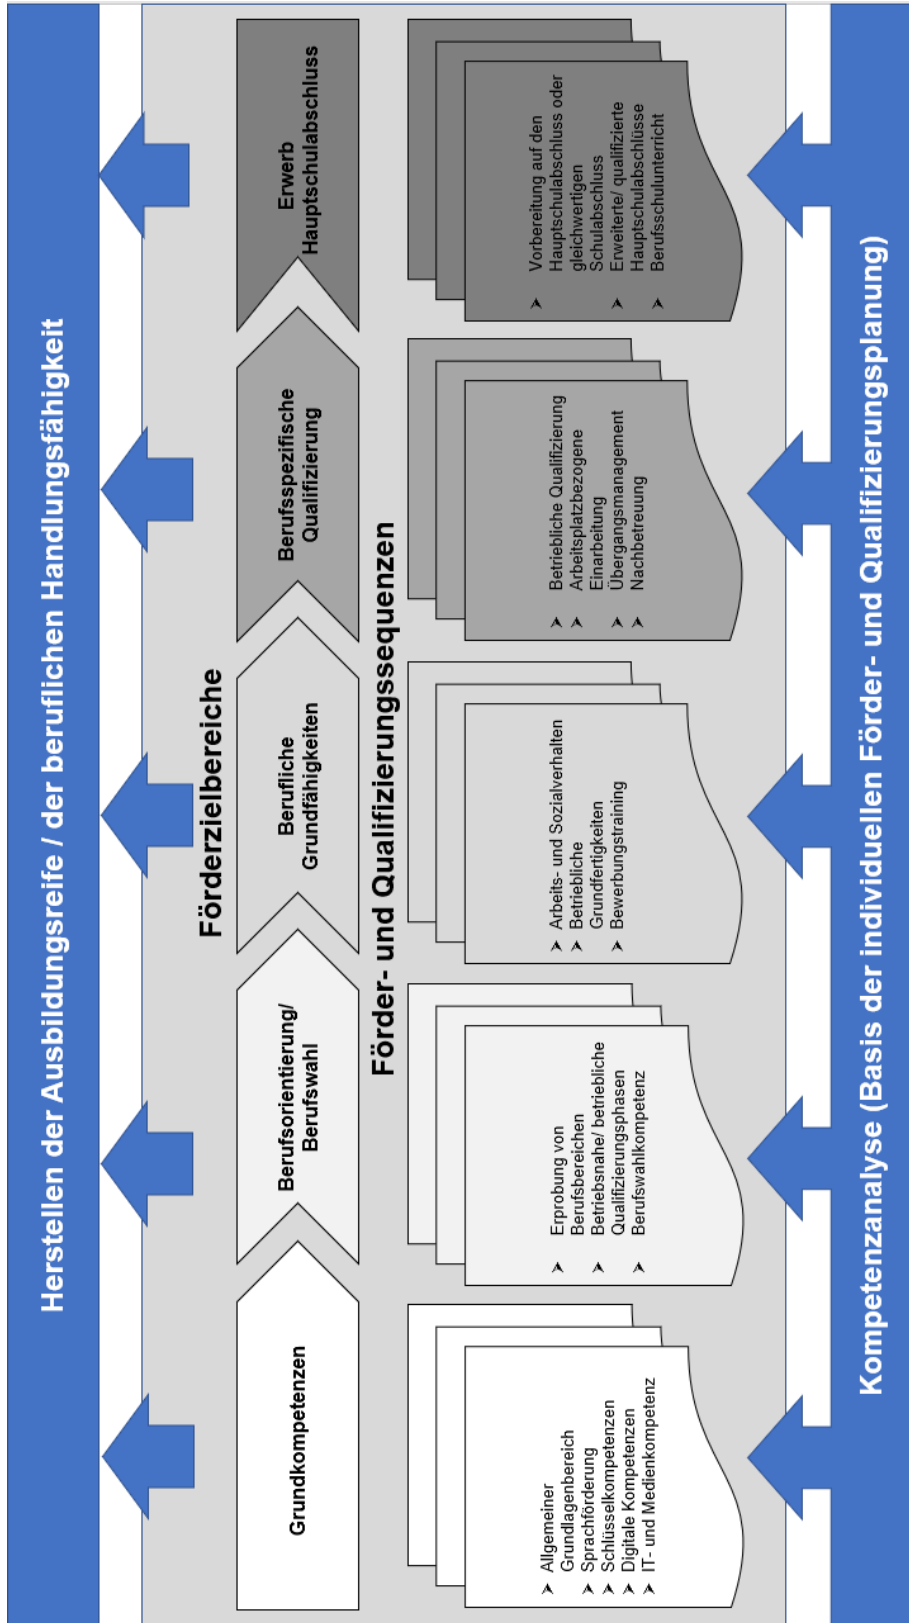 Herstellen der Ausbildungsreife / der beruflichen Handlungsfähigkeit
Förderzielbereiche
Grundkompetenzen
Berufsorientierung/
Berufswahl
Berufliche
Grundfähigkeiten
Berufsspezifische
Qualifizierung
Erwerb
Hauptschulabschluss
Förder- und Qualifizierungssequenzen
➢ Allgemeiner
Grundlagenbereich
➢ Sprachförderung
➢ Schlüsselkompetenzen
➢ Digitale Kompetenzen
➢ IT- und Medienkompetenz
➢ Erprobung von
Berufsbereichen
➢ Betriebsnahe/ betriebliche
Qualifizierungsphasen
➢ Berufswahlkompetenz
➢ Arbeits- und Sozialverhalten
➢ Betriebliche
Grundfertigkeiten
➢ Bewerbungstraining
➢ Betriebliche Qualifizierung
➢ Arbeitsplatzbezogene
Einarbeitung
➢ Übergangsmanagement
➢ Nachbetreuung
➢ Vorbereitung auf den
Hauptschulabschluss oder
gleichwertigen
Schulabschluss
➢ Erweiterte/ qualifizierte
Hauptschulabschlüsse
➢ Berufsschulunterricht
Kompetenzanalyse (Basis der individuellen Förder- und Qualifizierungsplanung)